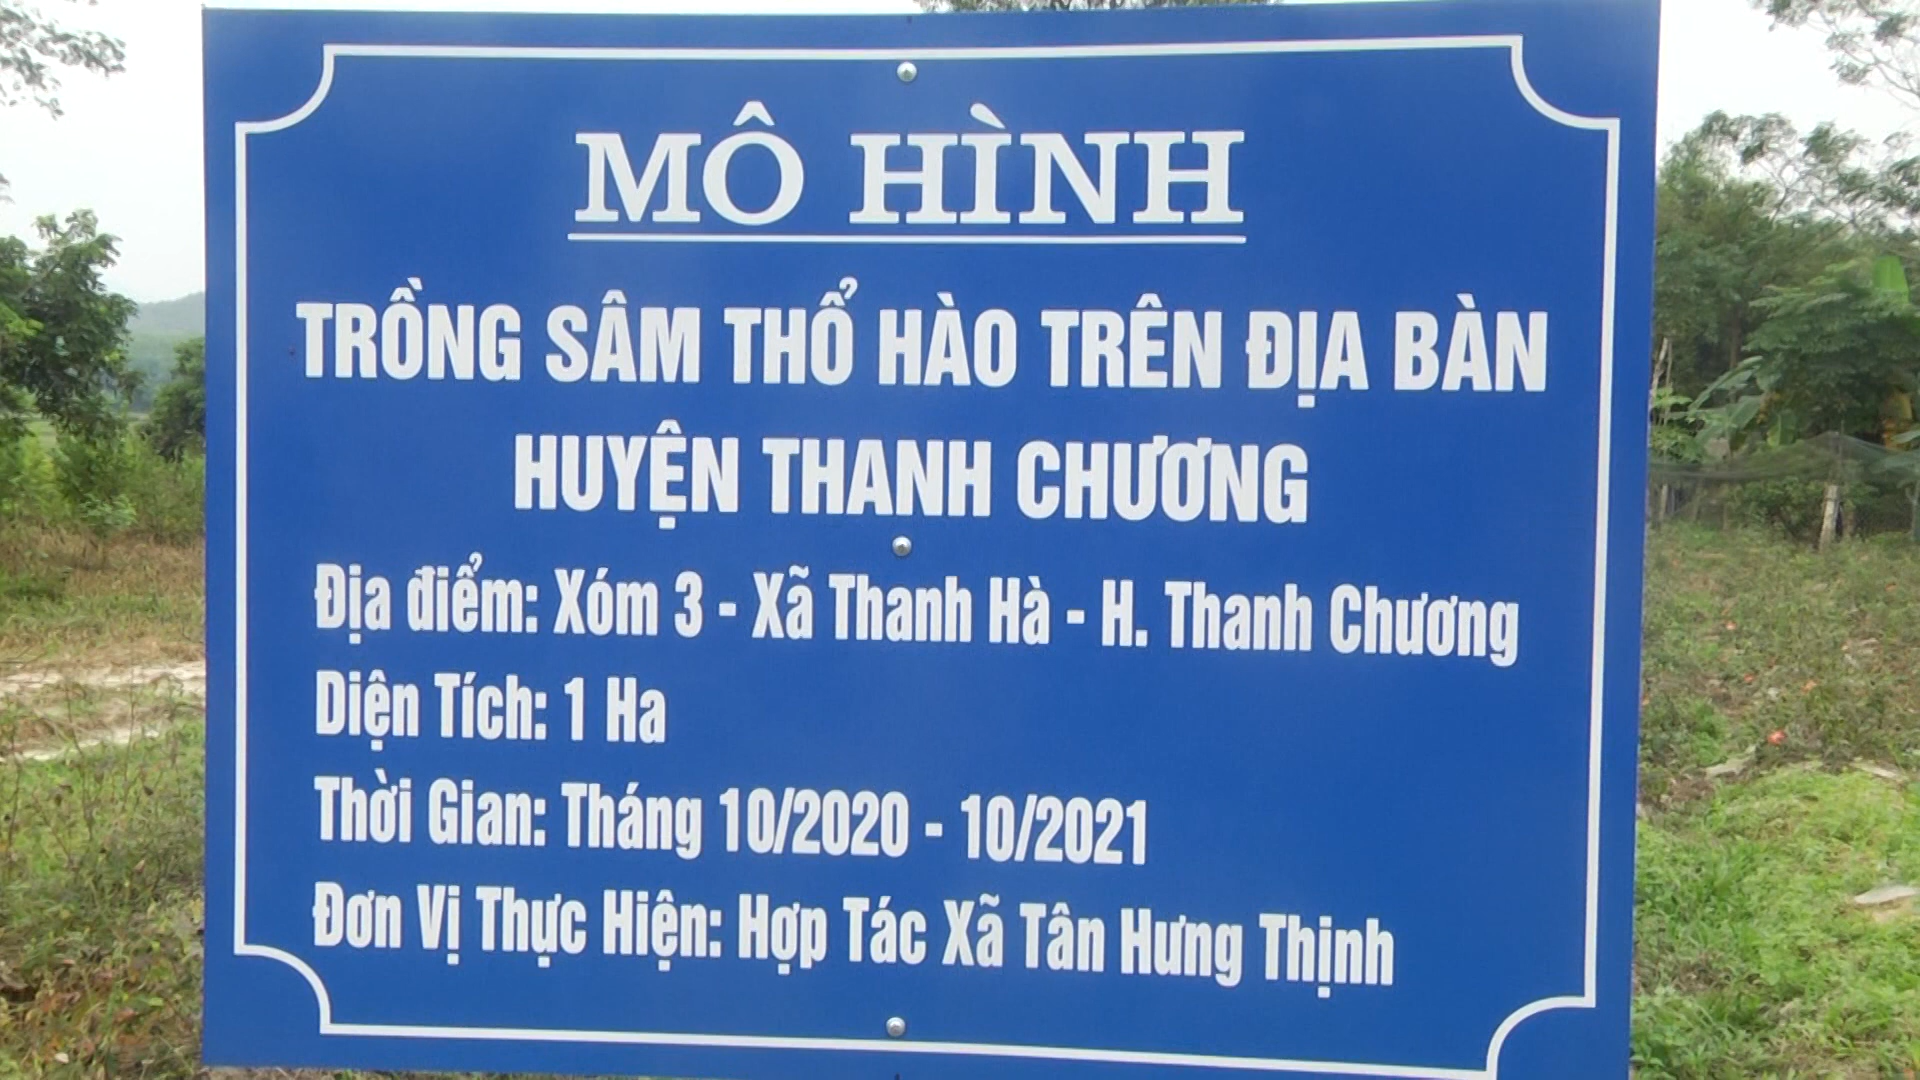 MÔ HÌNH
TRỒNG SÂM THỔ HÀO TRÊN ĐỊA BÀN
HUYỆN THANH CHƯƠNG
Địa điểm: Xóm 3 - Xã Thanh Hà - H. Thanh Chương
Diện Tích: 1 Ha
Thời Gian: Tháng 10/2020 - 10/2021
Đơn Vị Thực Hiện: Hợp Tác Xã Tân Hưng Thịnh